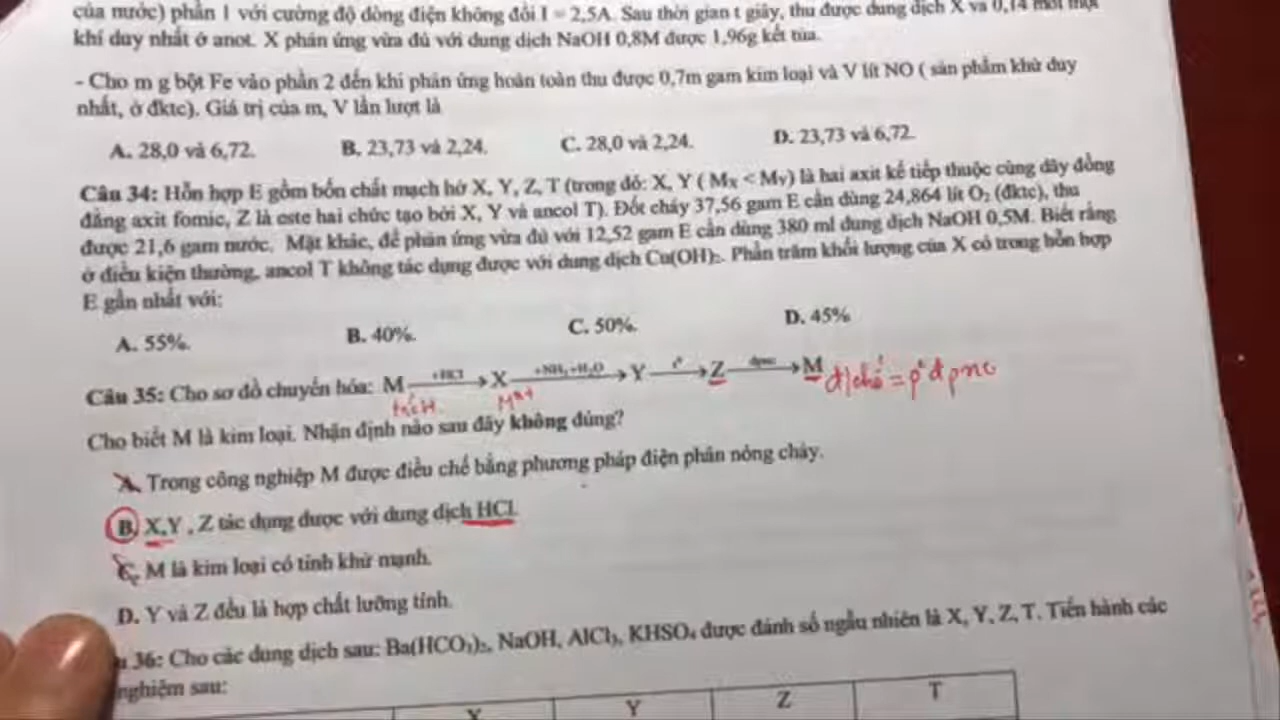 của nước) phần 1 với cường độ dòng điện không đổi I = 2,5A. Sau thời gian t giây, thu được dung dịch X và 0,14 mol một
khí duy nhất ở anot. X phản ứng vừa đủ với dung dịch NaOH 0,8M được 1,96g kết tủa.
- Cho m g bột Fe vào phần 2 đến khi phản ứng hoàn toàn thu được 0,7m gam kim loại và V lít NO ( sản phẩm khử duy
nhất, ở đktc). Giá trị của m, V lần lượt là
A. 28,0 và 6,72. B. 23,73 và 2,24. C. 28,0 và 2,24. D. 23,73 và 6,72.
Câu 34: Hỗn hợp E gồm bốn chất mạch hở X, Y, Z, T (trong đó: X, Y ( Mx < MY) là hai axit kế tiếp thuộc cùng dãy đồng
đẳng axit fomic, Z là este hai chức tạo bởi X, Y và ancol T). Đốt cháy 37,56 gam E cần dùng 24,864 lít O₂ (đktc), thu
được 21,6 gam nước. Mặt khác, để phản ứng vừa đủ với 12,52 gam E cần dùng 380 ml dung dịch NaOH 0,5M. Biết rằng
ở điều kiện thường, ancol T không tác dụng được với dung dịch Cu(OH)₂. Phần trăm khối lượng của X có trong hỗn hợp
E gần nhất với:
A. 55%. B. 40%. C. 50%. D. 45%
Câu 35: Cho sơ đồ chuyển hóa: M +HCl→ X +NH₃+H₂O→ Y t°→ Z đpnc→ M đ/chế = p² đpnc
trước H Mⁿ⁺
Cho biết M là kim loại. Nhận định nào sau đây không đúng?
A. Trong công nghiệp M được điều chế bằng phương pháp điện phân nóng chảy.
B. X,Y , Z tác dụng được với dung dịch HCl.
C. M là kim loại có tính khử mạnh.
D. Y và Z đều là hợp chất lưỡng tính.
36: Cho các dung dịch sau: Ba(HCO₃)₂, NaOH, AlCl₃, KHSO₄ được đánh số ngẫu nhiên là X, Y, Z, T. Tiến hành các
nghiệm sau:
X Y Z T